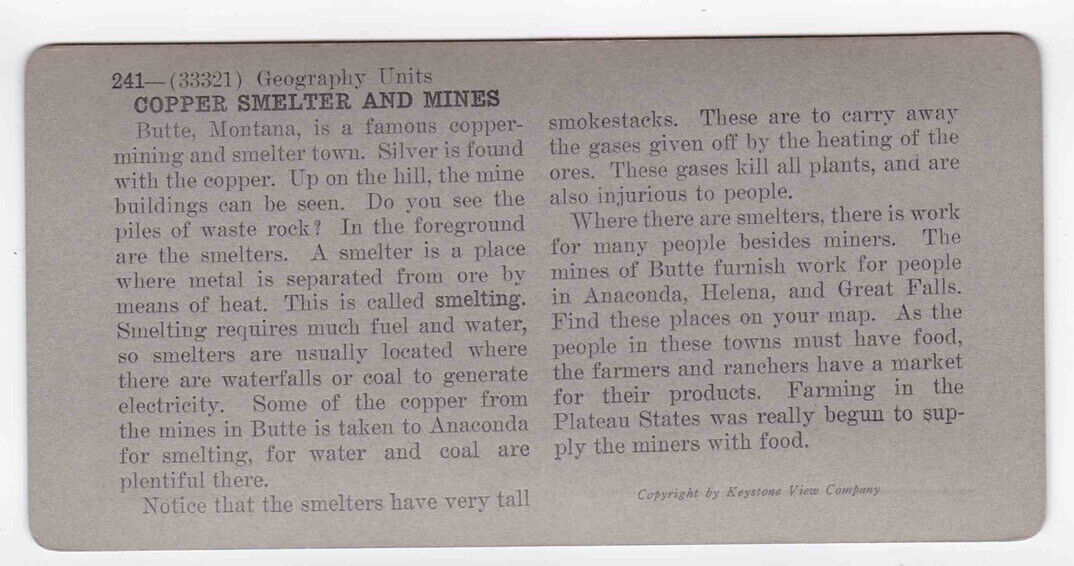 241—(33321) Geography Units
COPPER SMELTER AND MINES
Butte, Montana, is a famous copper-
mining and smelter town. Silver is found
with the copper. Up on the hill, the mine
buildings can be seen. Do you see the
piles of waste rock? In the foreground
are the smelters. A smelter is a place
where metal is separated from ore by
means of heat. This is called smelting.
Smelting requires much fuel and water,
so smelters are usually located where
there are waterfalls or coal to generate
electricity. Some of the copper from
the mines in Butte is taken to Anaconda
for smelting, for water and coal are
plentiful there.
Notice that the smelters have very tall
smokestacks. These are to carry away
the gases given off by the heating of the
ores. These gases kill all plants, and are
also injurious to people.
Where there are smelters, there is work
for many people besides miners. The
mines of Butte furnish work for people
in Anaconda, Helena, and Great Falls.
Find these places on your map. As the
people in these towns must have food,
the farmers and ranchers have a market
for their products. Farming in the
Plateau States was really begun to sup-
ply the miners with food.
Copyright by Keystone View Company